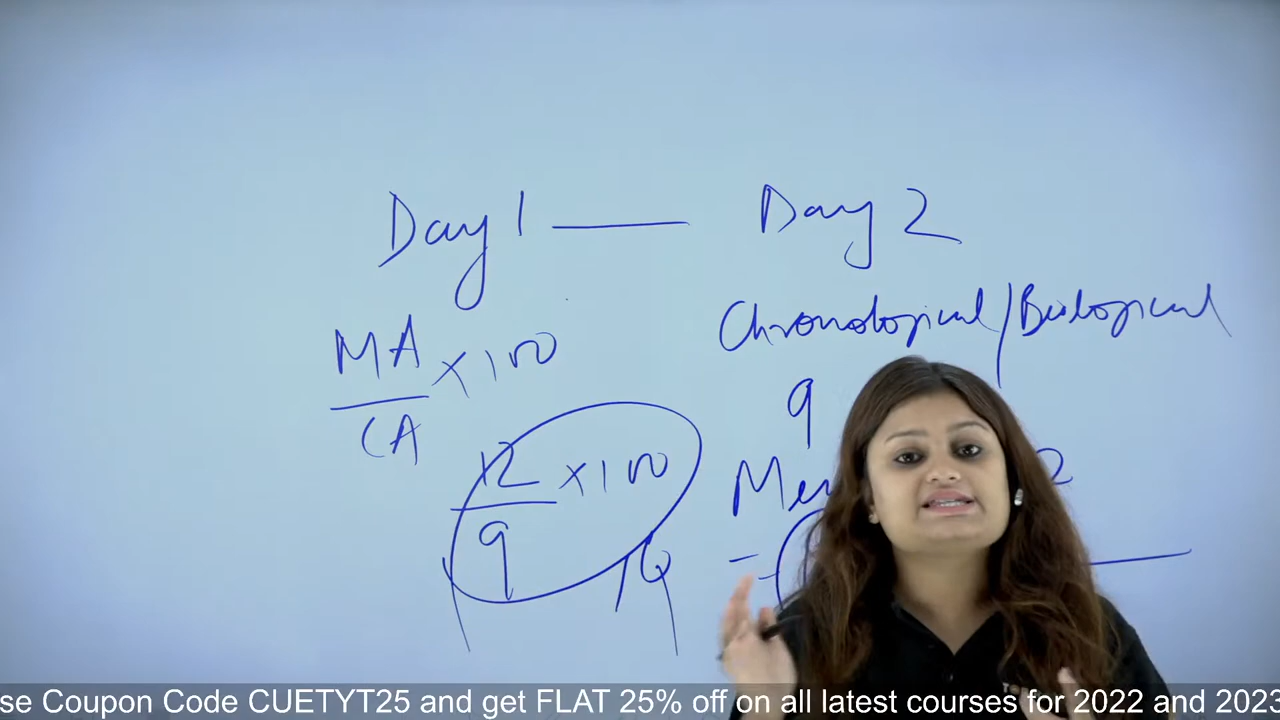 Day 1 — Day 2
Chronological/Biological
MA
— × 100
CA
9
12
— × 100
9
IQ
2
se Coupon Code CUETYT25 and get FLAT 25% off on all latest courses for 2022 and 2023